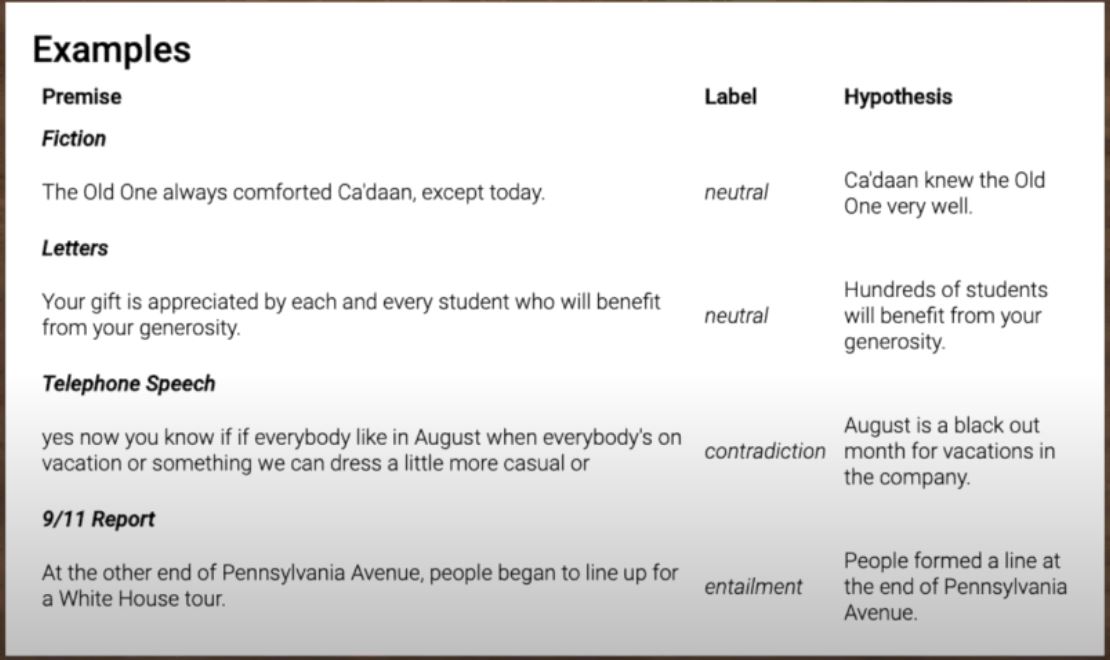 Examples
Premise Label Hypothesis
Fiction
The Old One always comforted Ca'daan, except today.
neutral
Ca'daan knew the Old
One very well.
Letters
Your gift is appreciated by each and every student who will benefit
from your generosity.
neutral
Hundreds of students
will benefit from your
generosity.
Telephone Speech
yes now you know if if everybody like in August when everybody's on
vacation or something we can dress a little more casual or
contradiction
August is a black out
month for vacations in
the company.
9/11 Report
At the other end of Pennsylvania Avenue, people began to line up for
a White House tour.
entailment
People formed a line at
the end of Pennsylvania
Avenue.